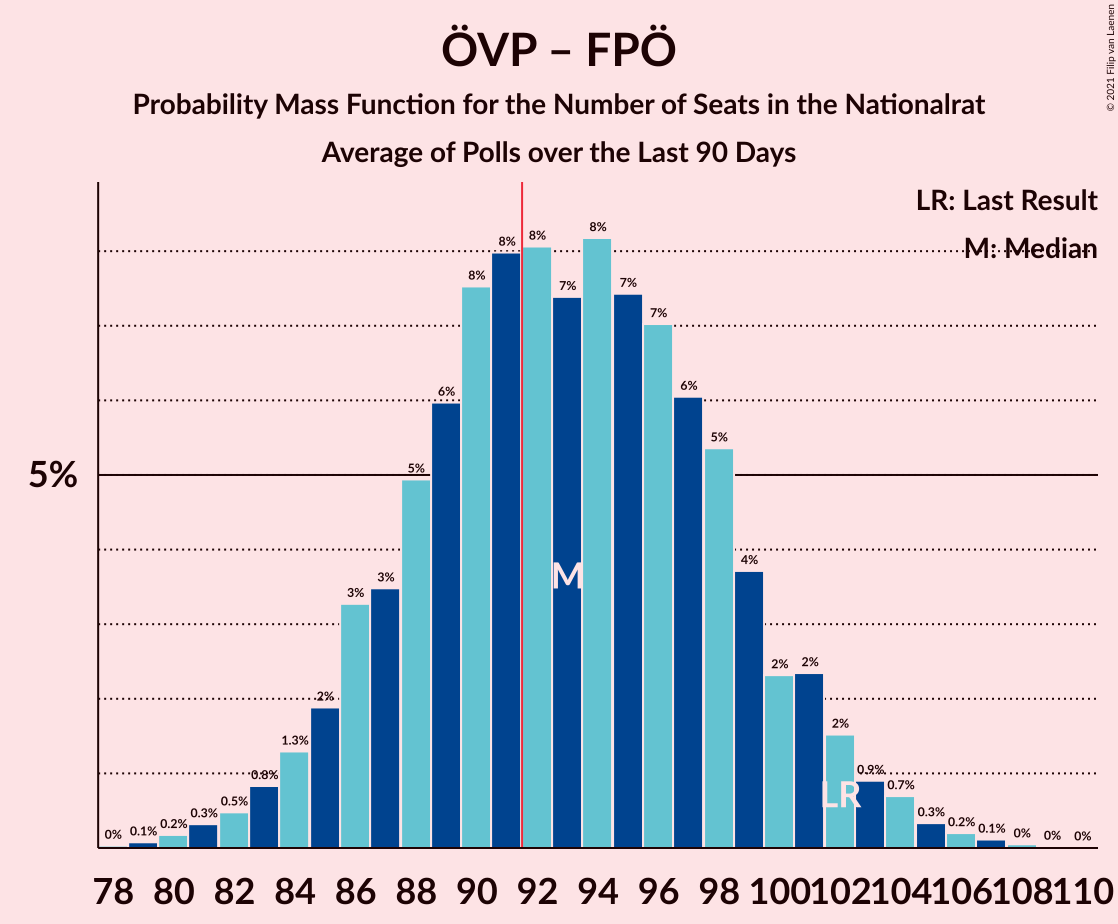 ÖVP – FPÖ
Probability Mass Function for the Number of Seats in the Nationalrat
Average of Polls over the Last 90 Days
© 2021 Filip van Laenen
LR: Last Result
M: Median
5%
0% 0.1% 0.2% 0.3% 0.5% 0.8% 1.3% 2% 3% 3% 5% 6% 8% 8% 8% 7% 8% 7% 7% 6% 5% 4% 2% 2% 2% 0.9% 0.7% 0.3% 0.2% 0.1% 0% 0% 0%
M
LR
78 80 82 84 86 88 90 92 94 96 98 100 102 104 106 108 110